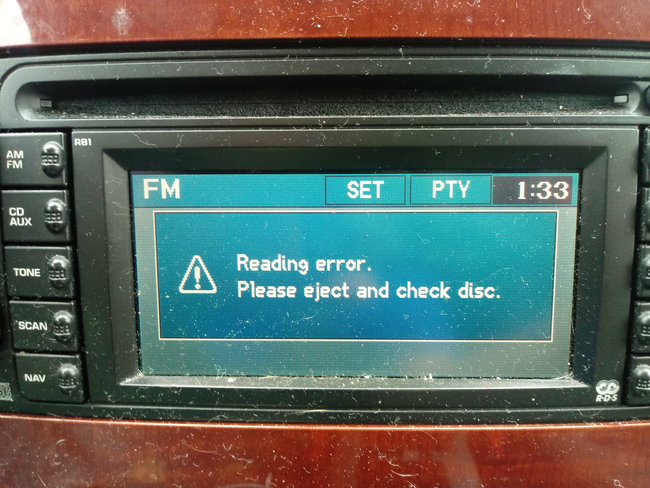 RB1
AM
FM
CD
AUX
TONE
SCAN
NAV
FM SET PTY 1:33
Reading error.
Please eject and check disc.
R·D·S